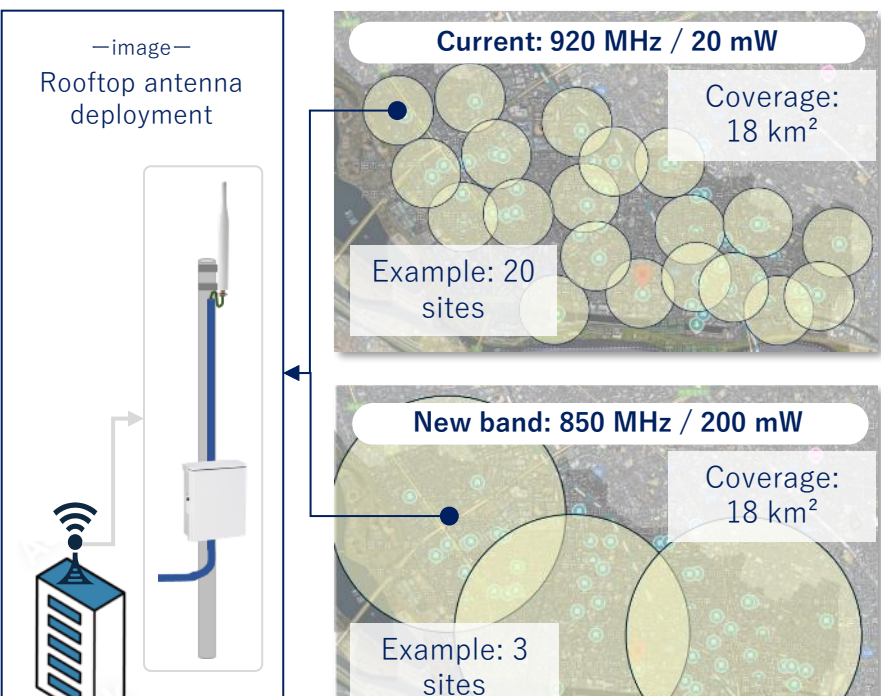 —image—
Rooftop antenna
deployment
Current: 920 MHz / 20 mW
Coverage:
18 km²
Example: 20
sites
New band: 850 MHz / 200 mW
Coverage:
18 km²
Example: 3
sites